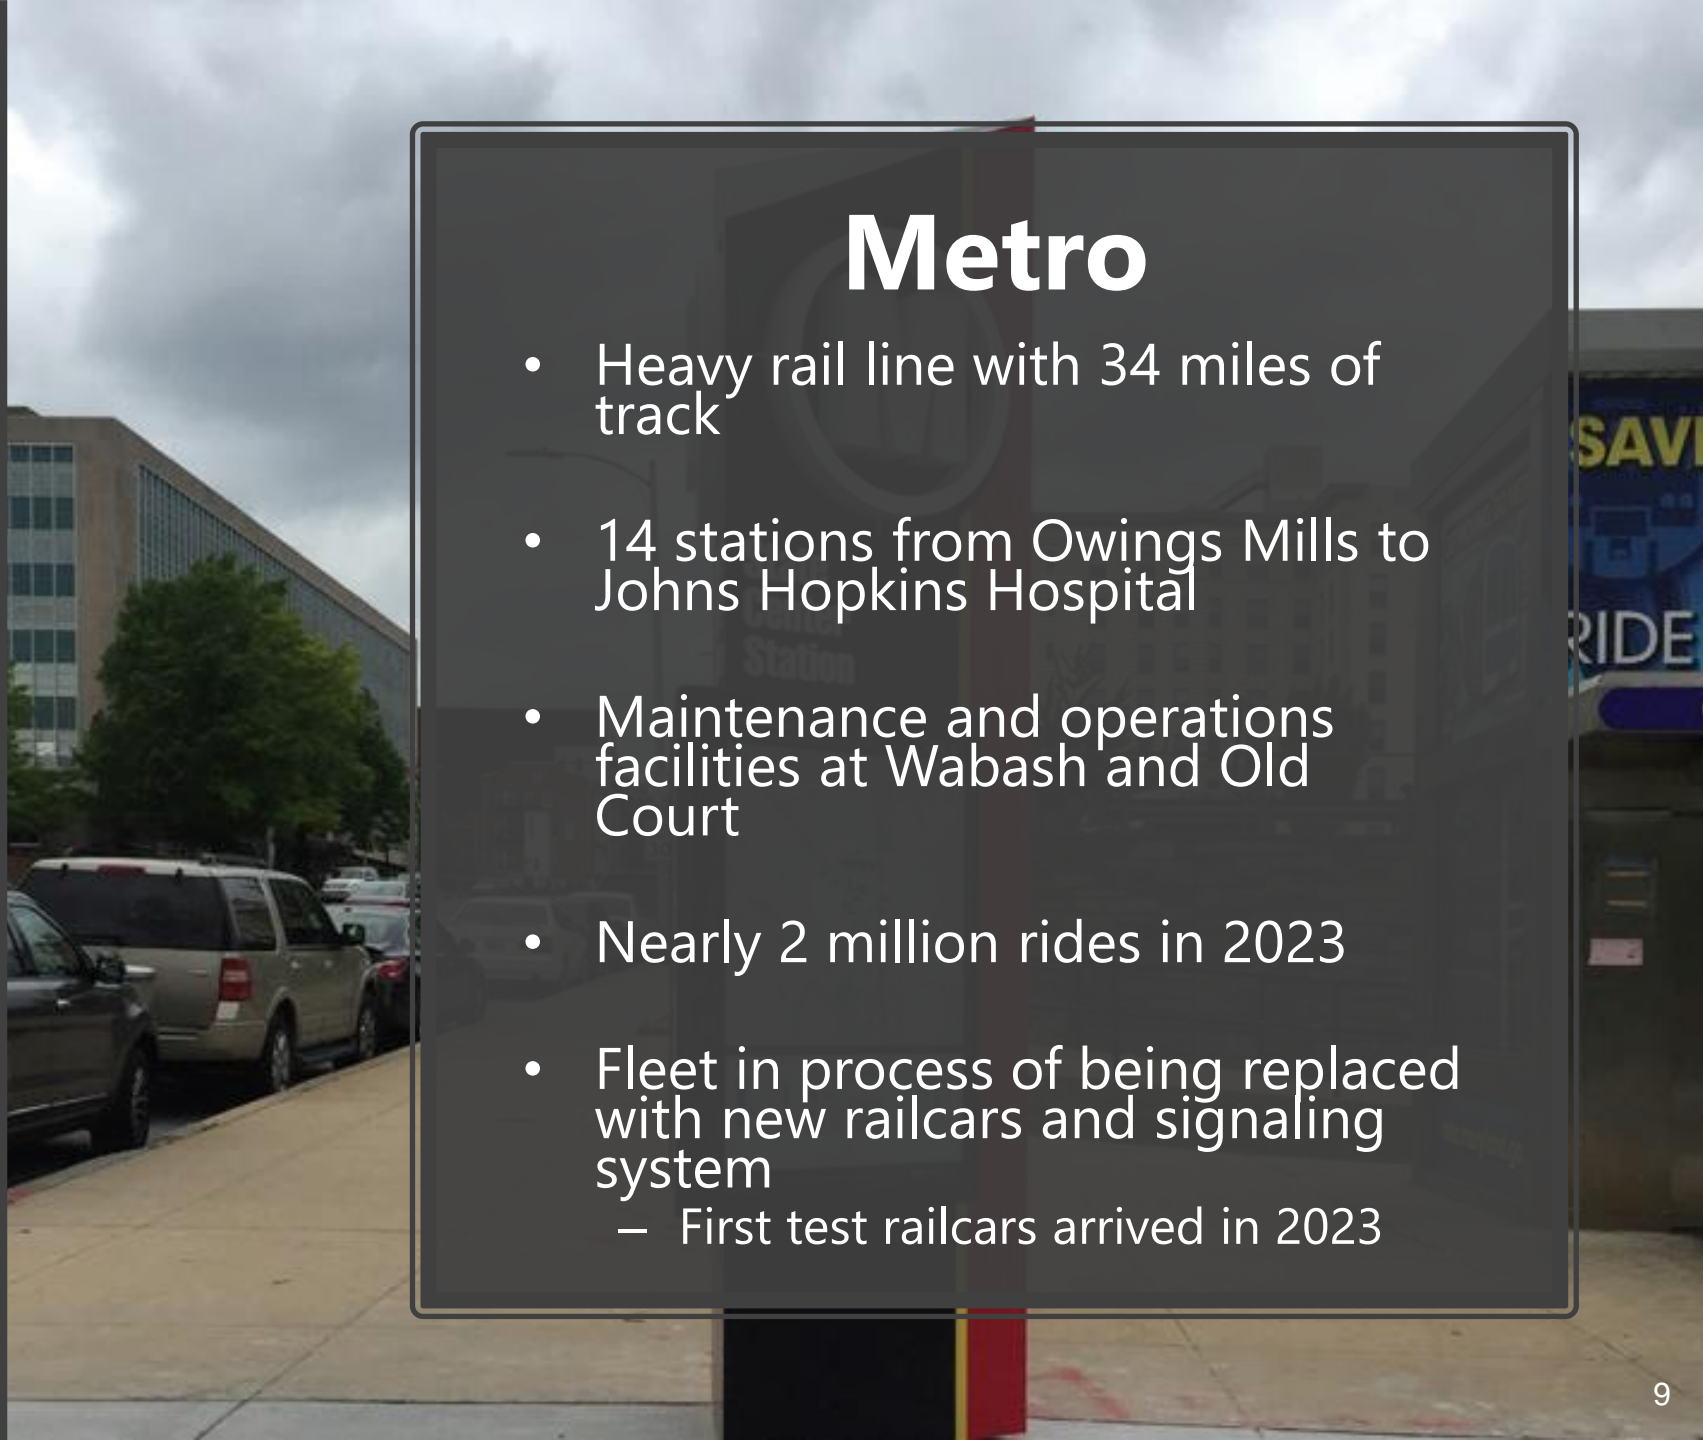 Metro
• Heavy rail line with 34 miles of
track
• 14 stations from Owings Mills to
Johns Hopkins Hospital
• Maintenance and operations
facilities at Wabash and Old
Court
• Nearly 2 million rides in 2023
• Fleet in process of being replaced
with new railcars and signaling
system
– First test railcars arrived in 2023
Center
Station
RIDE
9